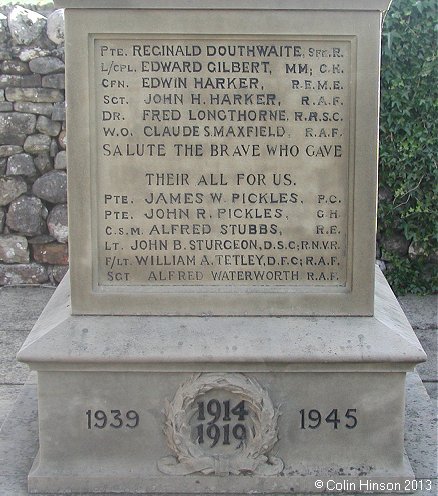 PTE. REGINALD DOUTHWAITE, SFK.R.
L/CPL. EDWARD GILBERT, MM; G.H.
CFN. EDWIN HARKER, R.E.M.E.
SGT. JOHN H. HARKER, R.A.F.
DR. FRED LONGTHORNE, R.A.S.C.
W.O. CLAUDE S. MAXFIELD, R.A.F.
SALUTE THE BRAVE WHO GAVE
THEIR ALL FOR US.
PTE. JAMES W. PICKLES, P.C.
PTE. JOHN R. PICKLES, G.H.
C.S.M. ALFRED STUBBS, R.E.
LT. JOHN B. STURGEON, D.S.C; R.N.V.R.
F/LT. WILLIAM A. TETLEY, D.F.C; R.A.F.
SGT ALFRED WATERWORTH R.A.F.
1939 1914 1919 1945
© Colin Hinson 2013